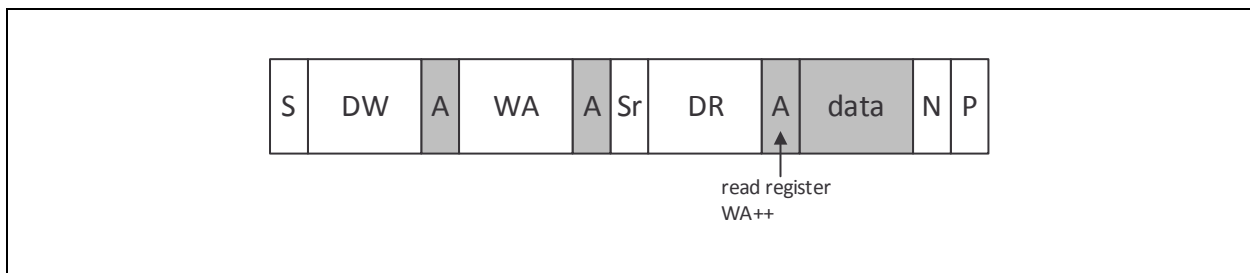 S DW A WA A Sr DR A data N P
read register
WA++